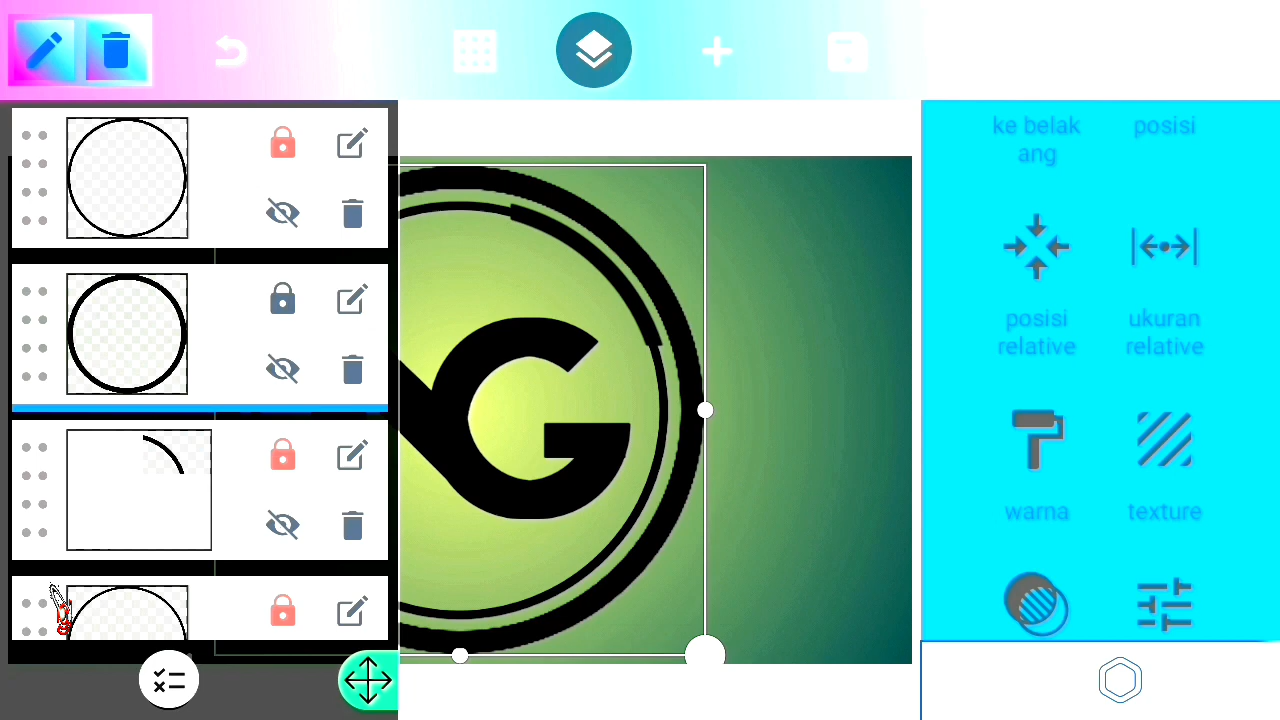 ke belak
ang
posisi
posisi
relative
ukuran
relative
warna
texture
G